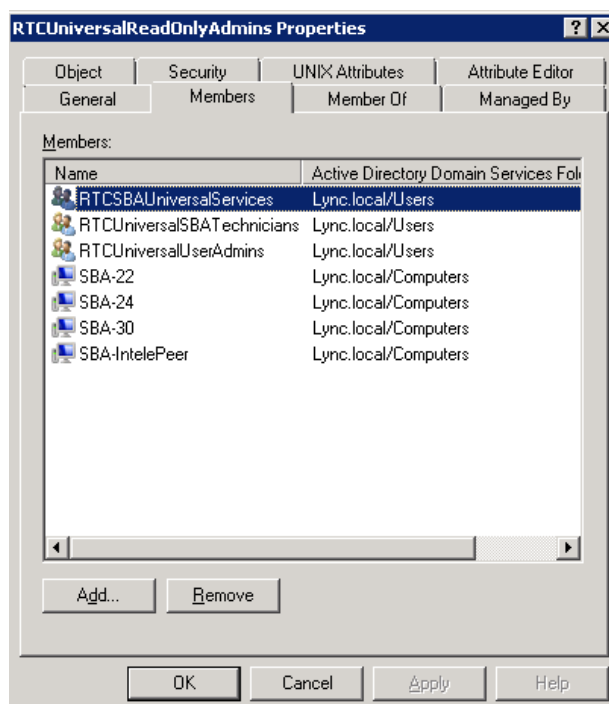 RTCUniversalReadOnlyAdmins Properties
Object Security UNIX Attributes Attribute Editor
General Members Member Of Managed By
Members:
Name Active Directory Domain Services Fol
RTCSBAUniversalServices Lync.local/Users
RTCUniversalSBATechnicians Lync.local/Users
RTCUniversalUserAdmins Lync.local/Users
SBA-22 Lync.local/Computers
SBA-24 Lync.local/Computers
SBA-30 Lync.local/Computers
SBA-IntelePeer Lync.local/Computers
Add... Remove
OK Cancel Apply Help